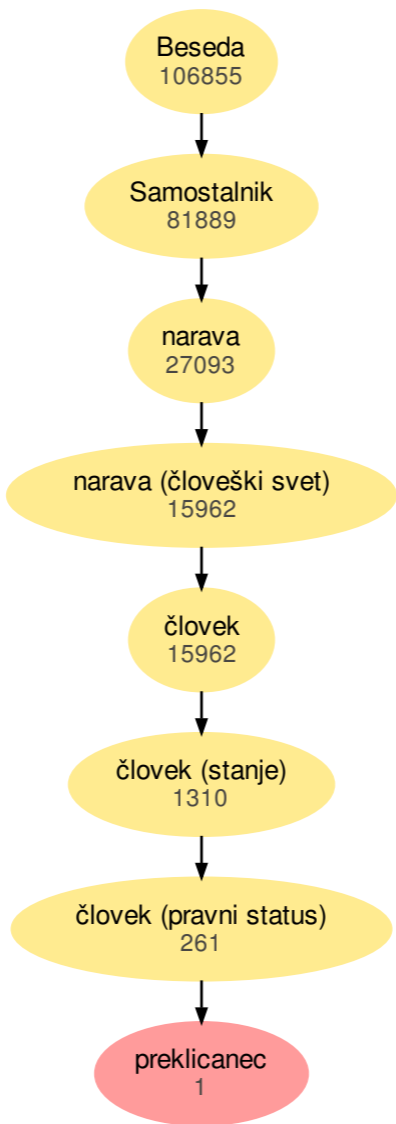 Beseda
106855
Samostalnik
81889
narava
27093
narava (človeški svet)
15962
človek
15962
človek (stanje)
1310
človek (pravni status)
261
preklicanec
1